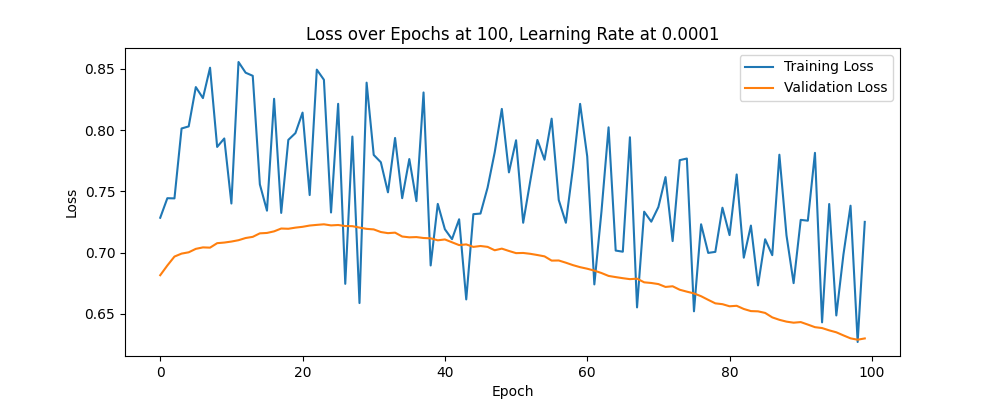 Loss over Epochs at 100, Learning Rate at 0.0001
Training Loss
Validation Loss
0.85
0.80
0.75
0.70
0.65
Loss
0
20
40
60
80
100
Epoch